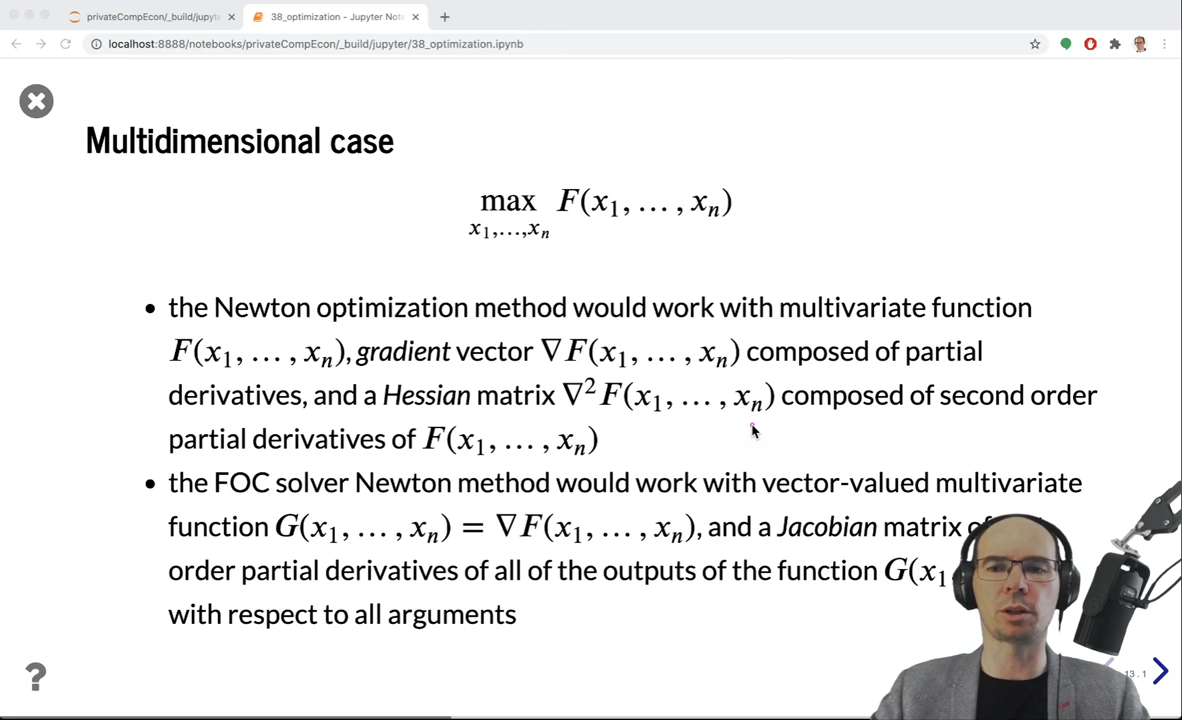 privateCompEcon/_build/jupyte
38_optimization - Jupyter Note
localhost:8888/notebooks/privateCompEcon/_build/jupyter/38_optimization.ipynb
Multidimensional case
max F(x₁, … , xₙ)
x₁,…,xₙ
• the Newton optimization method would work with multivariate function
F(x₁, … , xₙ), gradient vector ∇F(x₁, … , xₙ) composed of partial
derivatives, and a Hessian matrix ∇²F(x₁, … , xₙ) composed of second order
partial derivatives of F(x₁, … , xₙ)
• the FOC solver Newton method would work with vector-valued multivariate
function G(x₁, … , xₙ) = ∇F(x₁, … , xₙ), and a Jacobian matrix
order partial derivatives of all of the outputs of the function G(x₁
with respect to all arguments
?
13.1